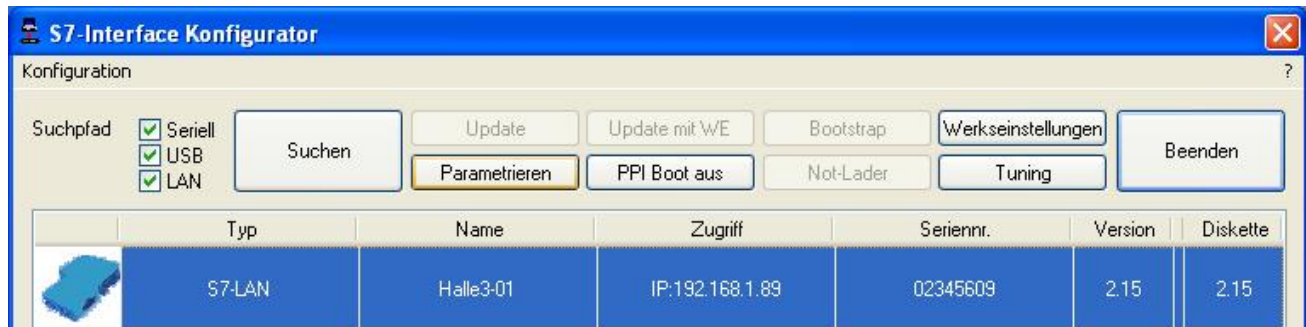 S7-Interface Konfigurator
Konfiguration ?
Suchpfad
Seriell
USB
LAN
Suchen
Update
Update mit WE
Bootstrap
Werkseinstellungen
Parametrieren
PPI Boot aus
Not-Lader
Tuning
Beenden
Typ Name Zugriff Seriennr. Version Diskette
S7-LAN Halle3-01 IP:192.168.1.89 02345609 2.15 2.15